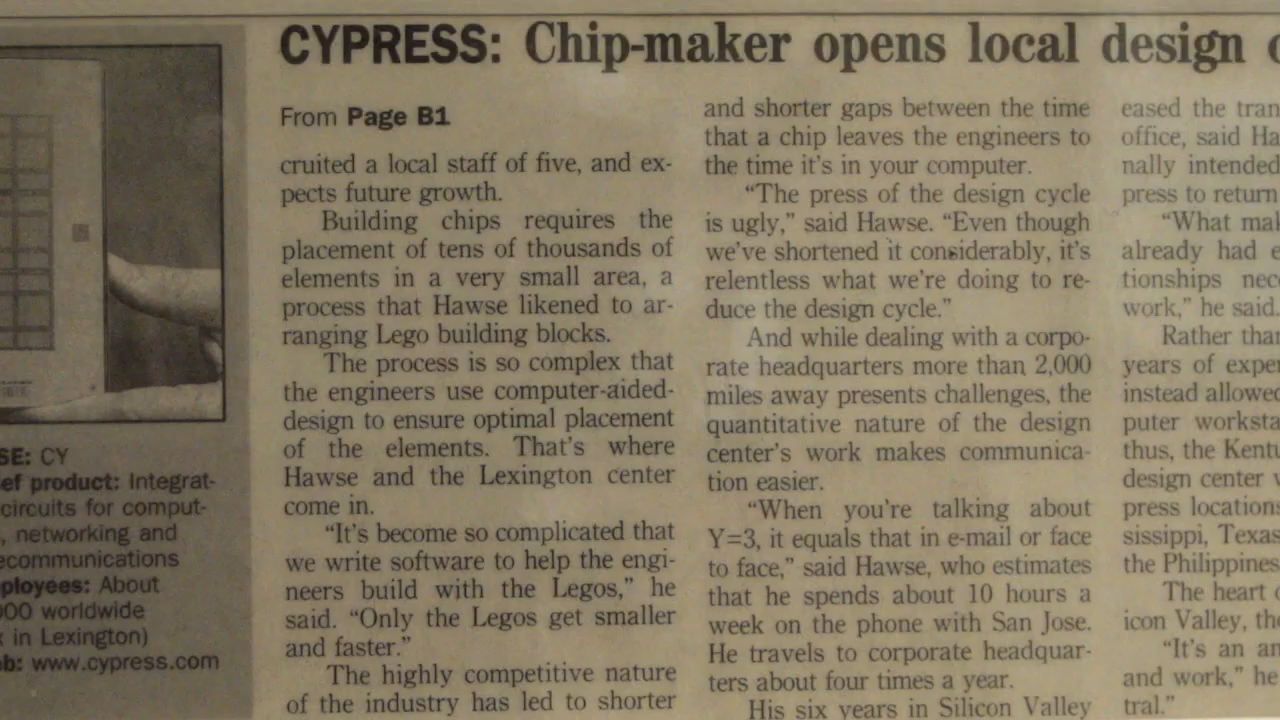 CYPRESS: Chip-maker opens local design
From Page B1
cruited a local staff of five, and ex-
pects future growth.
Building chips requires the
placement of tens of thousands of
elements in a very small area, a
process that Hawse likened to ar-
ranging Lego building blocks.
The process is so complex that
the engineers use computer-aided-
design to ensure optimal placement
of the elements. That's where
Hawse and the Lexington center
come in.
"It's become so complicated that
we write software to help the engi-
neers build with the Legos," he
said. "Only the Legos get smaller
and faster."
The highly competitive nature
of the industry has led to shorter
and shorter gaps between the time
that a chip leaves the engineers to
the time it's in your computer.
"The press of the design cycle
is ugly," said Hawse. "Even though
we've shortened it considerably, it's
relentless what we're doing to re-
duce the design cycle."
And while dealing with a corpo-
rate headquarters more than 2,000
miles away presents challenges, the
quantitative nature of the design
center's work makes communica-
tion easier.
"When you're talking about
Y=3, it equals that in e-mail or face
to face," said Hawse, who estimates
that he spends about 10 hours a
week on the phone with San Jose.
He travels to corporate headquar-
ters about four times a year.
His six years in Silicon Valley
eased the tran
office, said Ha
nally intended
press to return
"What mak
already had e
tionships nec
work," he said.
Rather than
years of exper
instead allowed
puter worksta
thus, the Kentu
design center w
press locations
sissippi, Texas
the Philippines
The heart o
icon Valley, the
"It's an an
and work," he
tral."
SE: CY
ef product: Integrat-
circuits for comput-
, networking and
ecommunications
ployees: About
000 worldwide
x in Lexington)
b: www.cypress.com